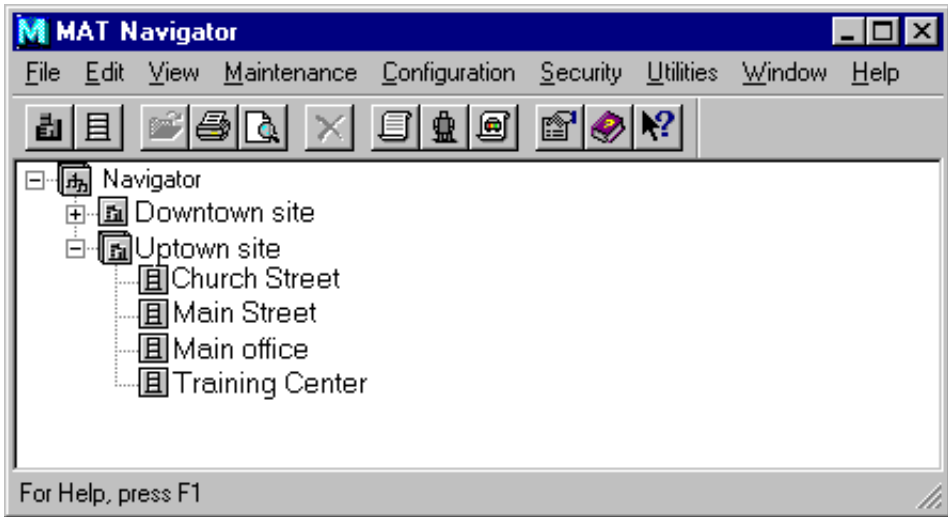 MAT Navigator
File Edit View Maintenance Configuration Security Utilities Window Help
Navigator
Downtown site
Uptown site
Church Street
Main Street
Main office
Training Center
For Help, press F1